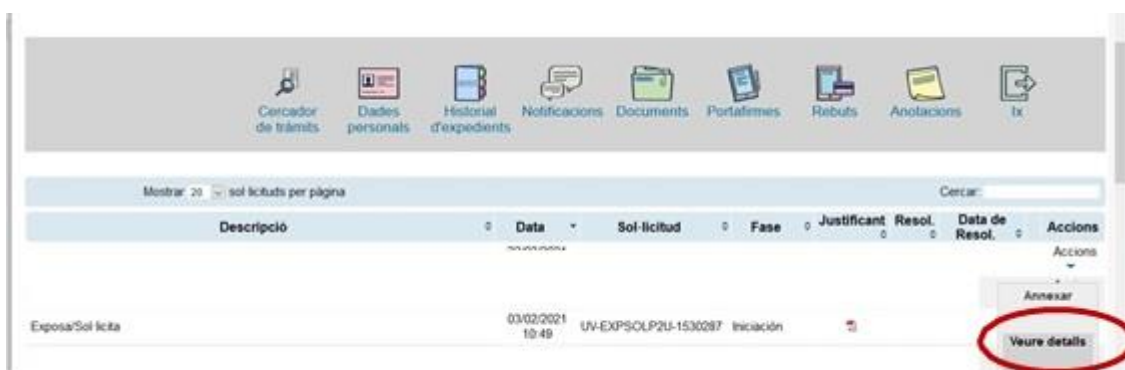 Cercador de tràmits
Dades personals
Historial d'expedients
Notificacions
Documents
Portafirmes
Rebuts
Anotacions
Ix
Mostrar 20 sol·licituds per pàgina
Cercar:
Descripció Data Sol·licitud Fase Justificant Resol. Data de Resol. Accions
Accions
Annexar
Exposa/Sol·licita 03/02/2021 10:49 UV-EXPSOLP2U-1530287 Iniciación
Veure detalls